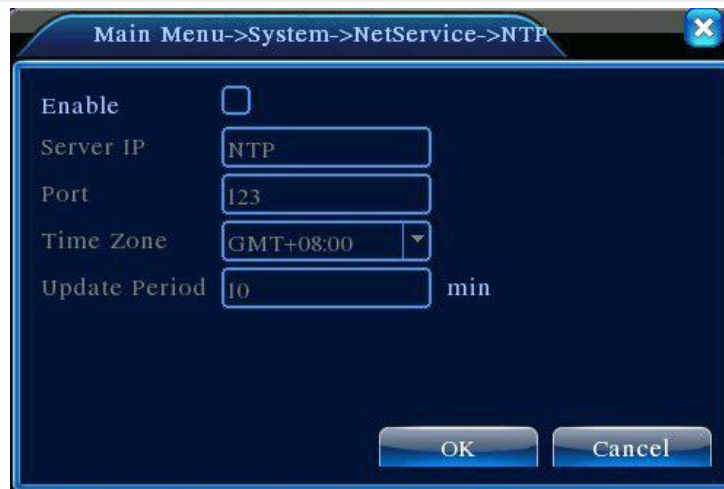 Main Menu->System->NetService->NTP
Enable
Server IP NTP
Port 123
Time Zone GMT+08:00
Update Period 10 min
OK Cancel